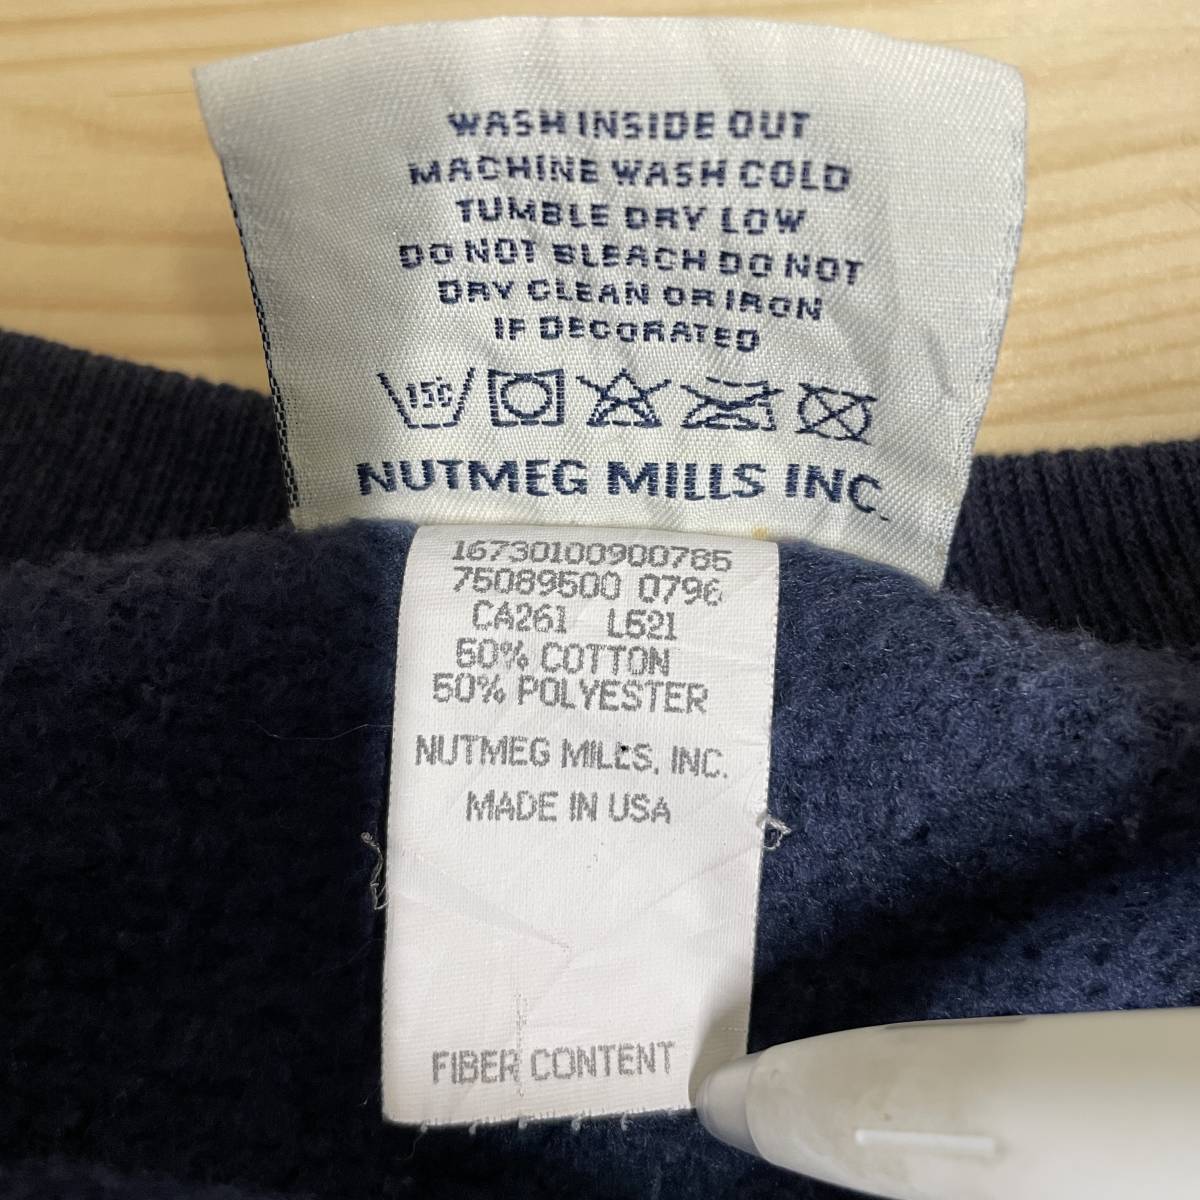 WASH INSIDE OUT
MACHINE WASH COLD
TUMBLE DRY LOW
DO NOT BLEACH DO NOT
DRY CLEAN OR IRON
IF DECORATED
15C
NUTMEG MILLS INC.
16730100900785
75089500 0796
CA261 L521
50% COTTON
50% POLYESTER
NUTMEG MILLS, INC.
MADE IN USA
FIBER CONTENT